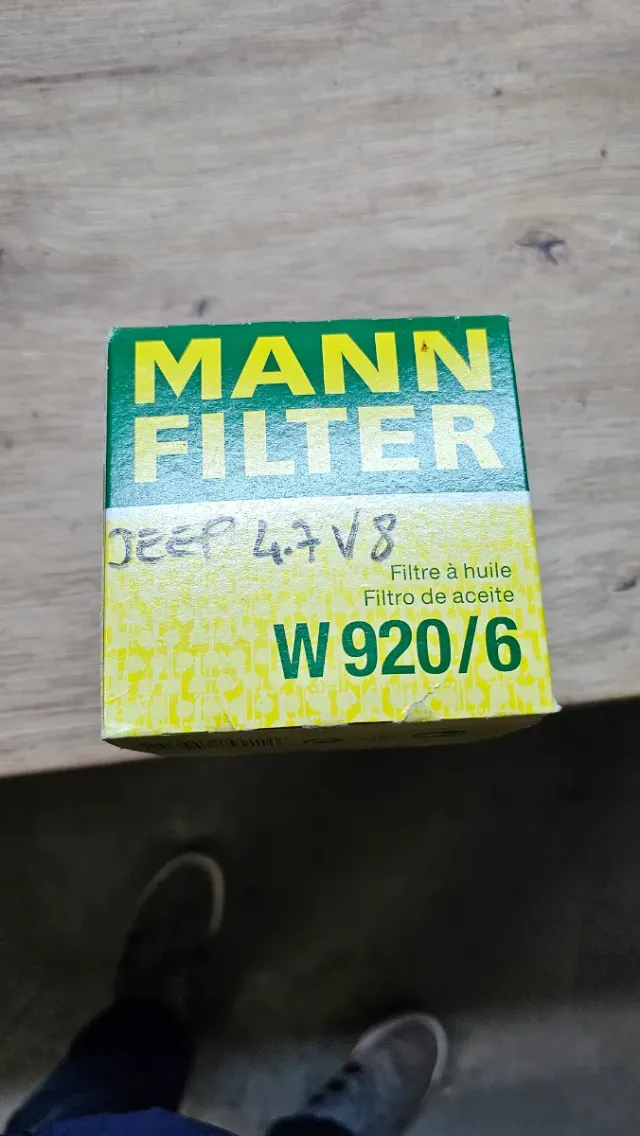 MANN
FILTER
JEEP 4.7 V8
Filtre à huile
Filtro de aceite
W 920/6